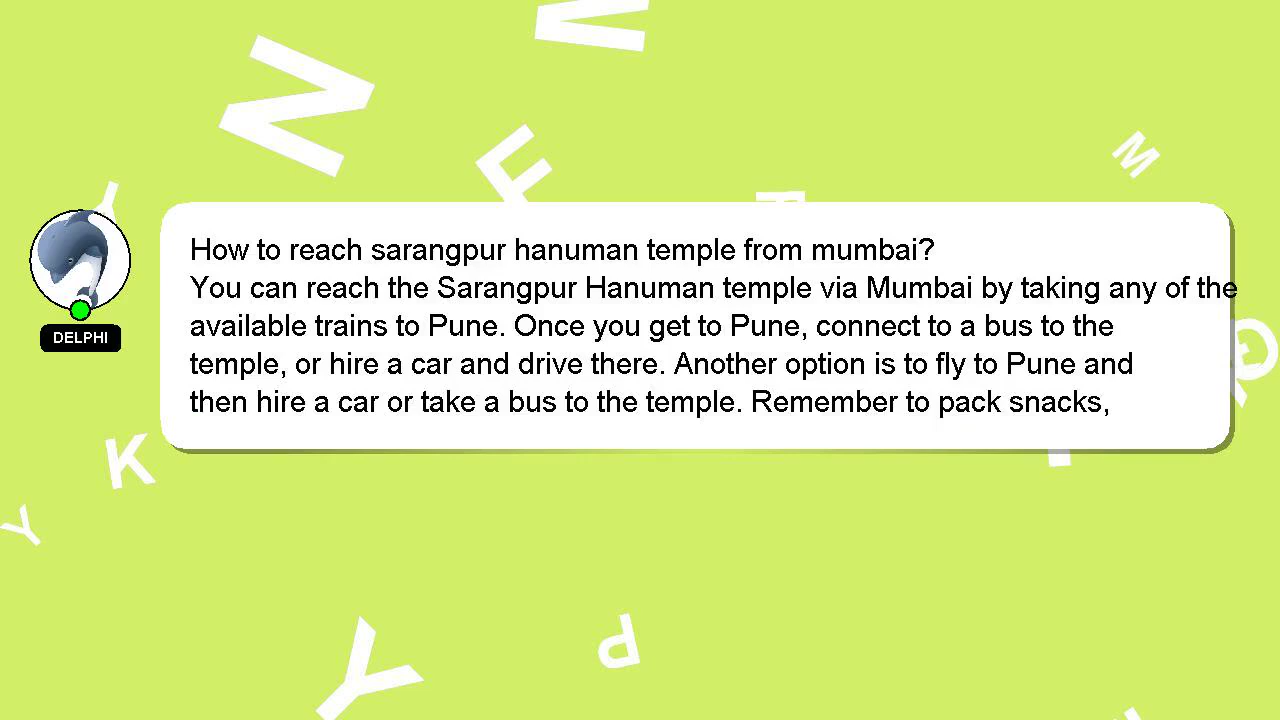 N
N
F
M
Y
How to reach sarangpur hanuman temple from mumbai?
You can reach the Sarangpur Hanuman temple via Mumbai by taking any of the
available trains to Pune. Once you get to Pune, connect to a bus to the
temple, or hire a car and drive there. Another option is to fly to Pune and
then hire a car or take a bus to the temple. Remember to pack snacks,
DELPHI
K
Y
Y
P